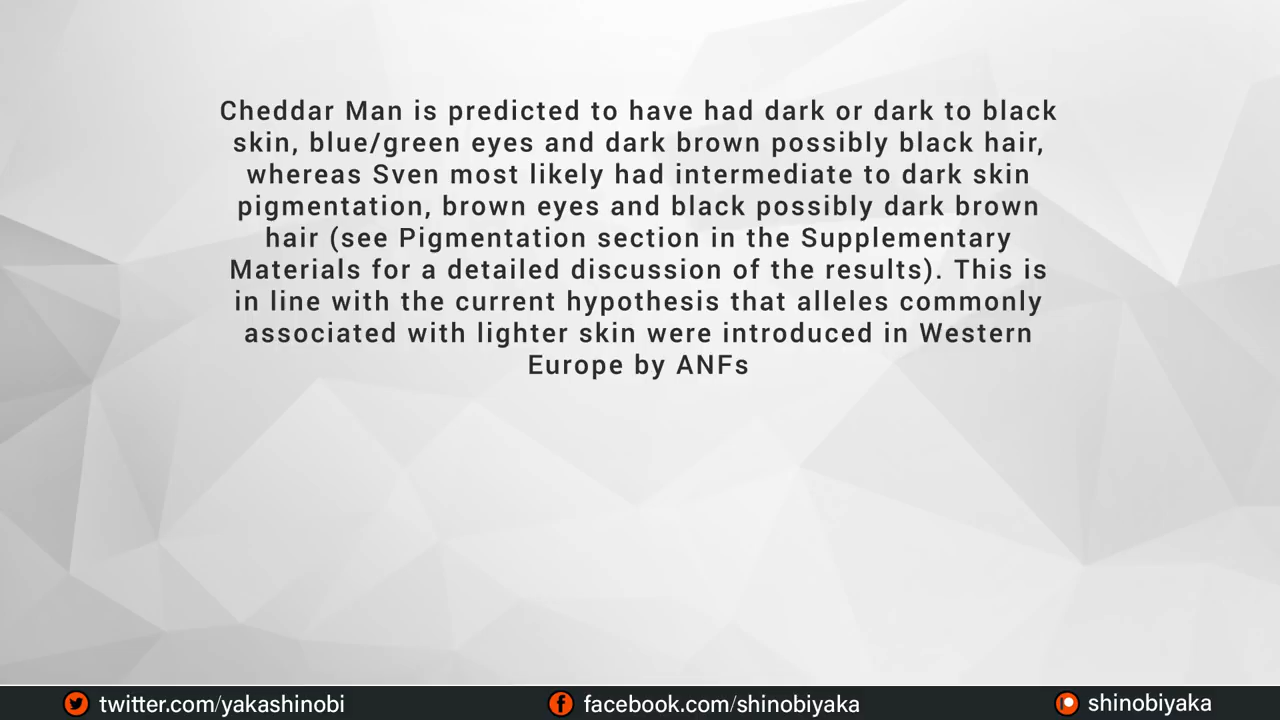 Cheddar Man is predicted to have had dark or dark to black
skin, blue/green eyes and dark brown possibly black hair,
whereas Sven most likely had intermediate to dark skin
pigmentation, brown eyes and black possibly dark brown
hair (see Pigmentation section in the Supplementary
Materials for a detailed discussion of the results). This is
in line with the current hypothesis that alleles commonly
associated with lighter skin were introduced in Western
Europe by ANFs
twitter.com/yakashinobi
facebook.com/shinobiyaka
shinobiyaka